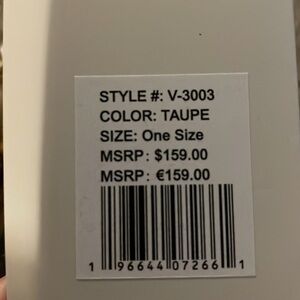 STYLE #: V-3003
COLOR: TAUPE
SIZE: One Size
MSRP: $159.00
MSRP: €159.00
1 96644 07266 1